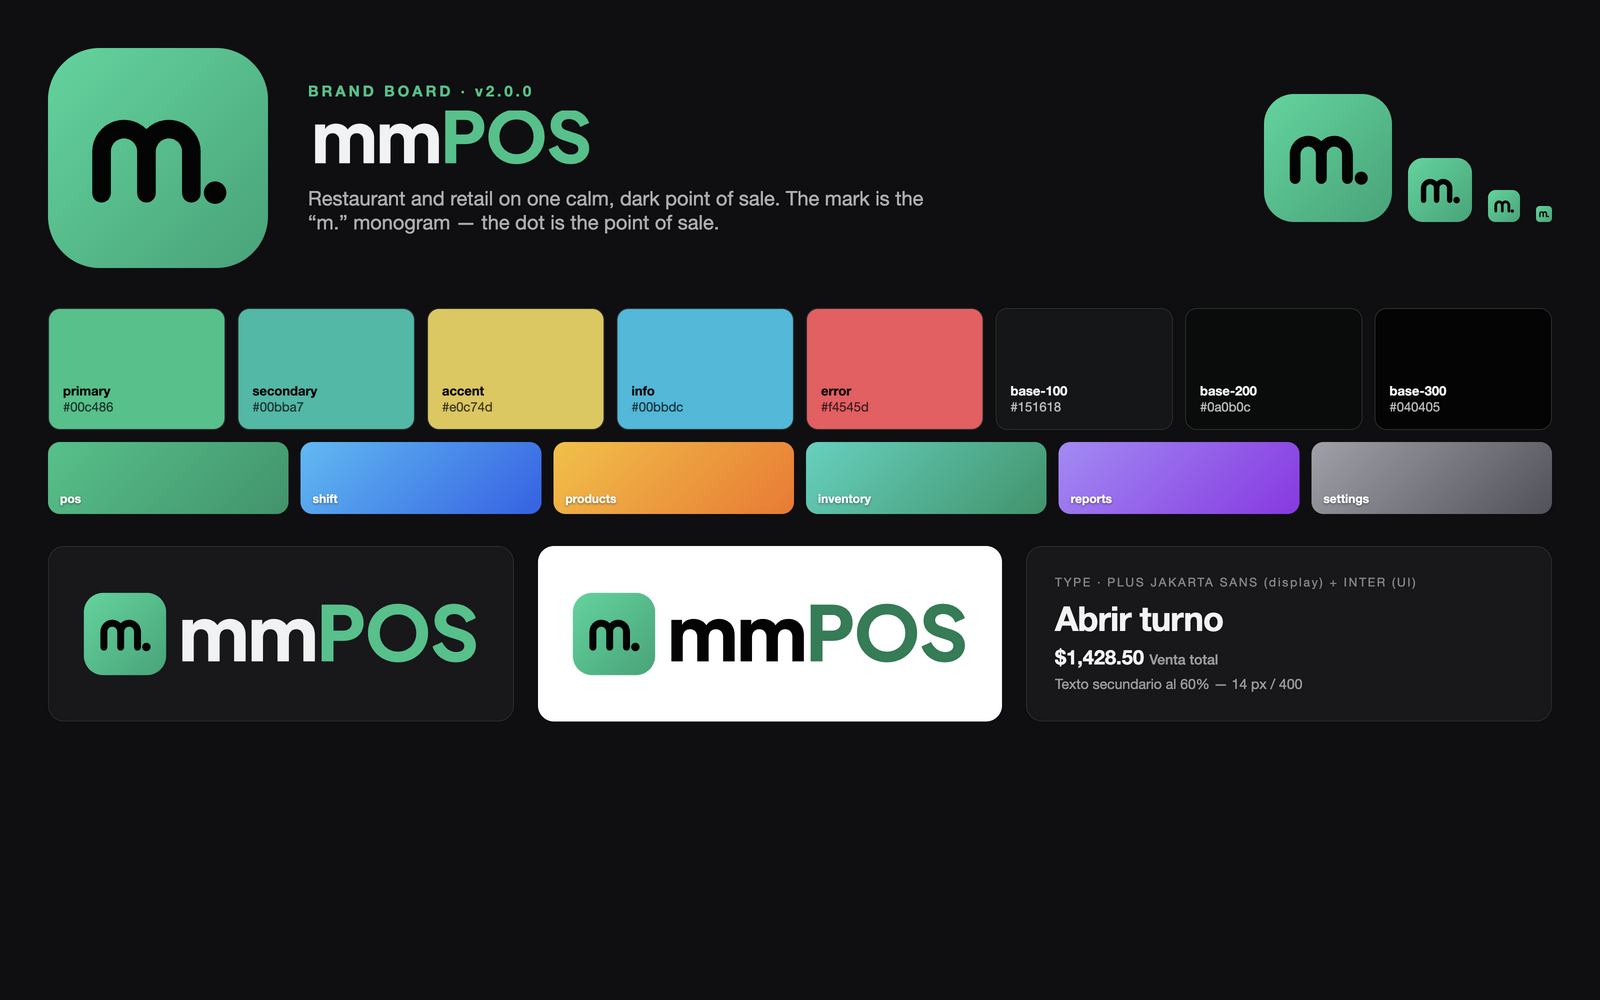 m.
BRAND BOARD · v2.0.0
mmPOS
Restaurant and retail on one calm, dark point of sale. The mark is the
“m.” monogram — the dot is the point of sale.
m.
m.
m.
m.
primary
#00c486
secondary
#00bba7
accent
#e0c74d
info
#00bbdc
error
#f4545d
base-100
#151618
base-200
#0a0b0c
base-300
#040405
pos
shift
products
inventory
reports
settings
m. mmPOS
m. mmPOS
TYPE · PLUS JAKARTA SANS (display) + INTER (UI)
Abrir turno
$1,428.50 Venta total
Texto secundario al 60% — 14 px / 400